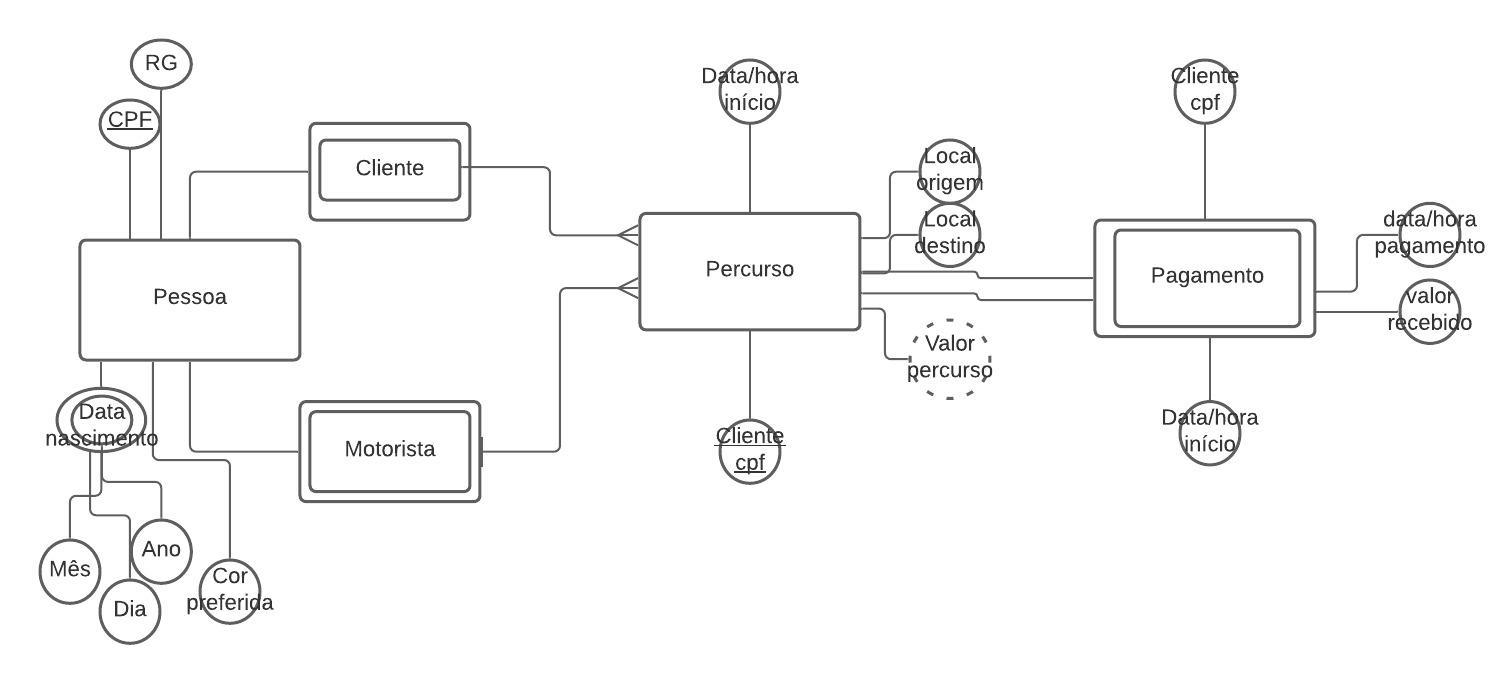 RG
CPF
Cliente
Pessoa
Motorista
Data
nascimento
Mês
Dia
Ano
Cor
preferida
Data/hora
início
Local
origem
Local
destino
Percurso
Valor
percurso
Cliente
cpf
Cliente
cpf
Pagamento
data/hora
pagamento
valor
recebido
Data/hora
início